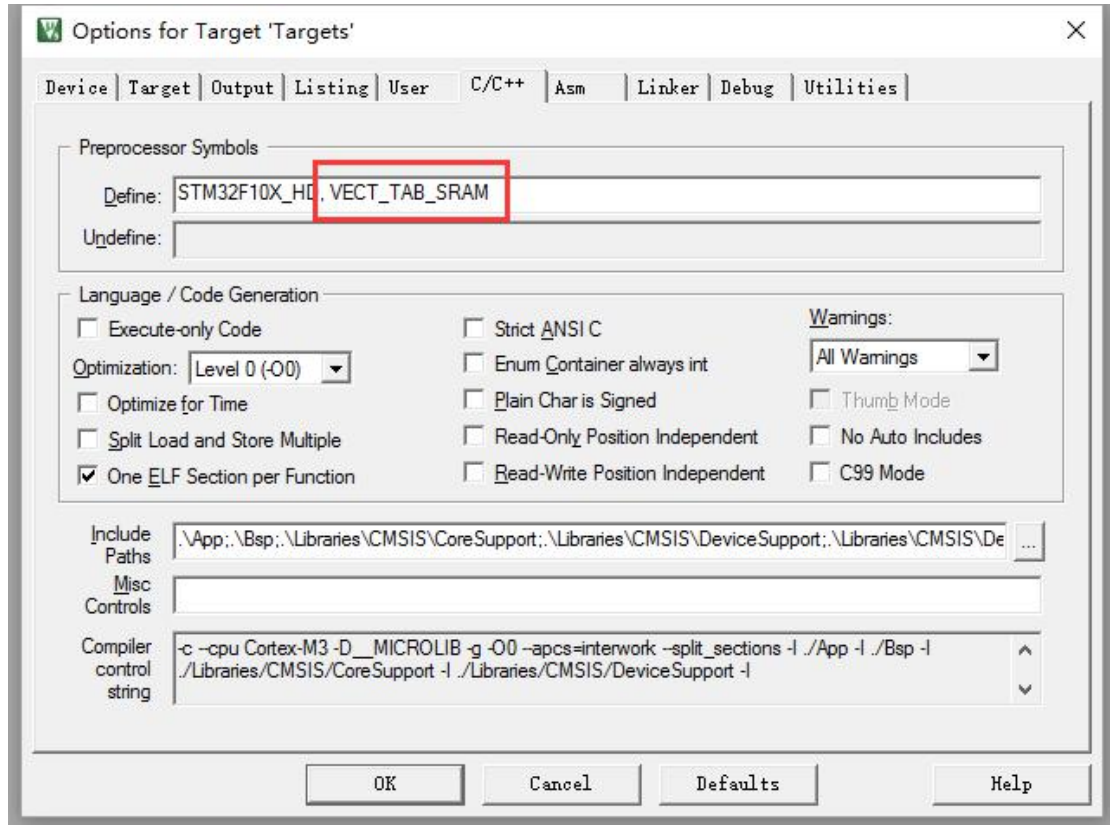 Options for Target 'Targets'
Device Target Output Listing User C/C++ Asm Linker Debug Utilities
Preprocessor Symbols
Define: STM32F10X_HD, VECT_TAB_SRAM
Undefine:
Language / Code Generation
Execute-only Code
Optimization: Level 0 (-O0)
Optimize for Time
Split Load and Store Multiple
One ELF Section per Function
Strict ANSI C
Enum Container always int
Plain Char is Signed
Read-Only Position Independent
Read-Write Position Independent
Warnings:
All Warnings
Thumb Mode
No Auto Includes
C99 Mode
Include Paths
.\App;.\Bsp;.\Libraries\CMSIS\CoreSupport;.\Libraries\CMSIS\DeviceSupport;.\Libraries\CMSIS\De ...
Misc Controls
Compiler control string
-c --cpu Cortex-M3 -D__MICROLIB -g -O0 --apcs=interwork --split_sections -I ./App -I ./Bsp -I
./Libraries/CMSIS/CoreSupport -I ./Libraries/CMSIS/DeviceSupport -I
OK Cancel Defaults Help